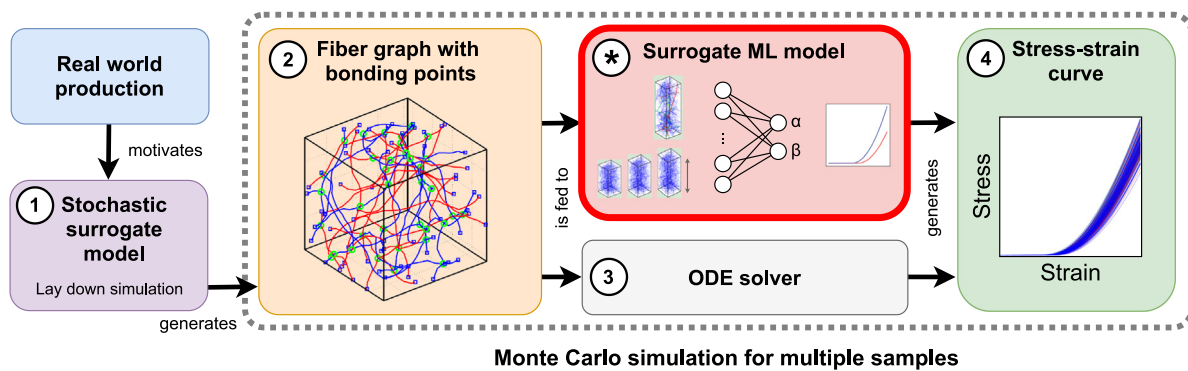 Real world
production
motivates
1
Stochastic
surrogate
model
Lay down simulation
generates
2
Fiber graph with
bonding points
is fed to
*
Surrogate ML model
α
...
β
3
ODE solver
generates
4
Stress-strain
curve
Stress
Strain
Monte Carlo simulation for multiple samples